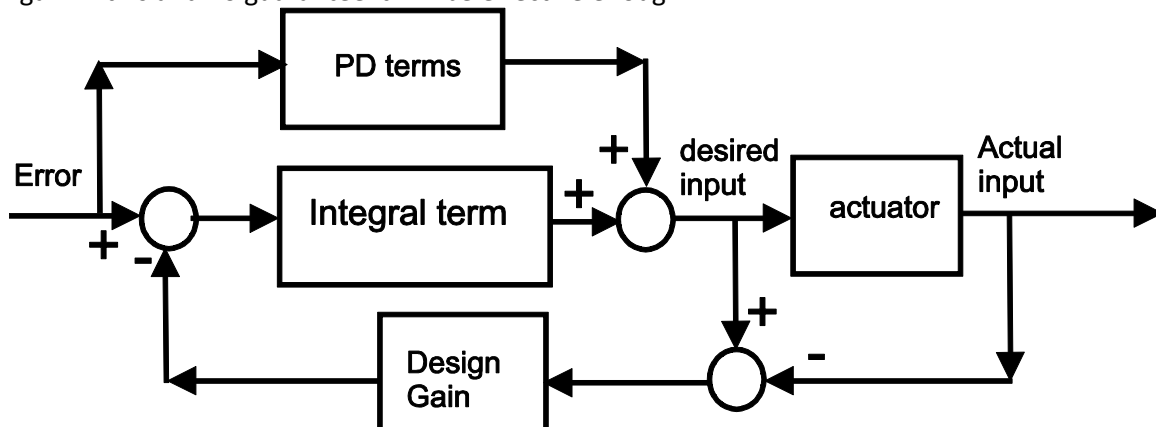 PD terms
+
desired
input
Actual
input
Error
+
Integral term
actuator
+
-
+
-
Design
Gain